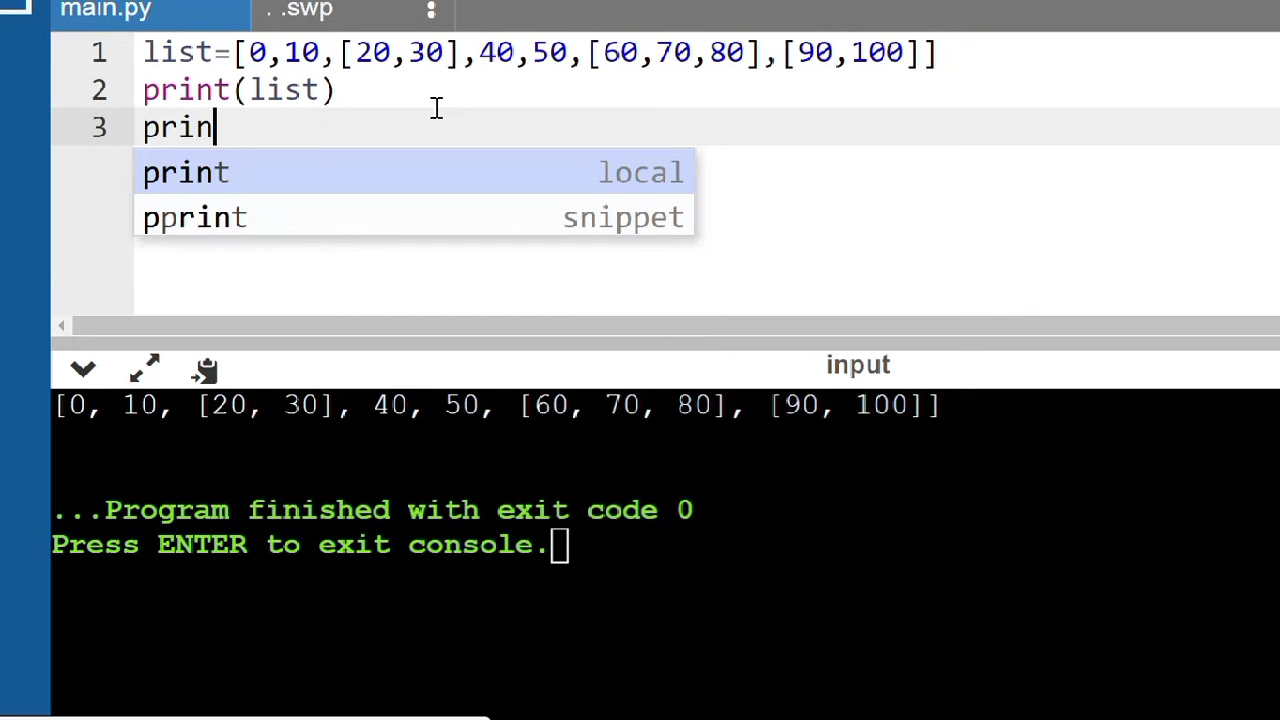 main.py . .swp
1 list=[0,10,[20,30],40,50,[60,70,80],[90,100]]
2 print(list)
3 prin
print local
pprint snippet
input
[0, 10, [20, 30], 40, 50, [60, 70, 80], [90, 100]]
...Program finished with exit code 0
Press ENTER to exit console.